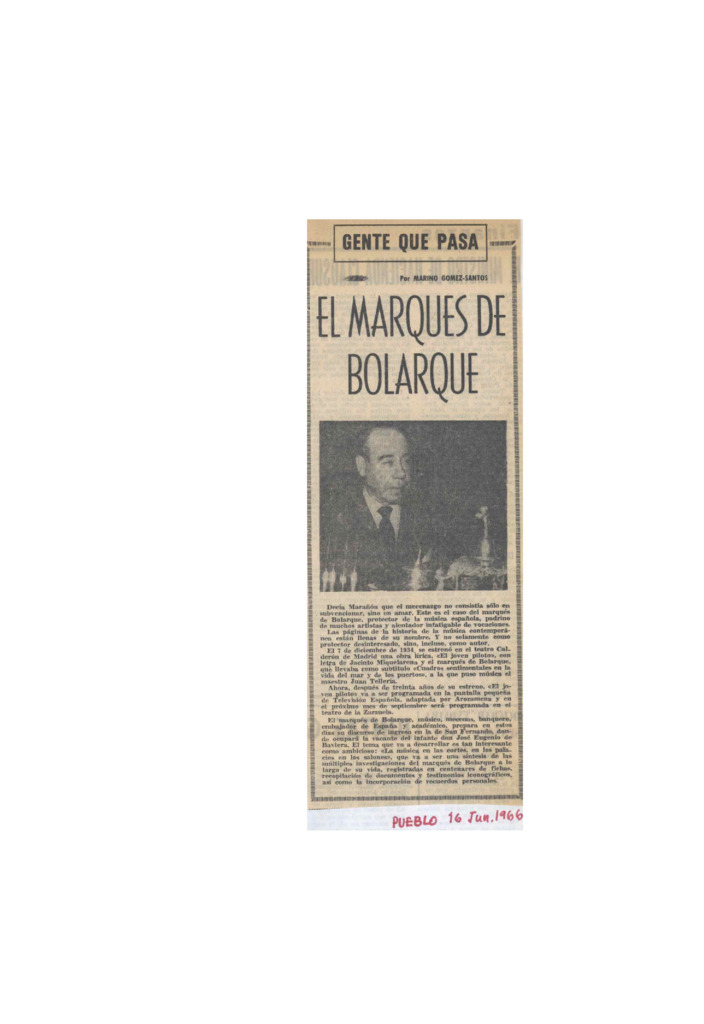 GENTE QUE PASA
Por MARINO GOMEZ-SANTOS
EL MARQUES DE
BOLARQUE
Decía Marañón que el mecenazgo no consistía sólo en
subvencionar, sino en amar. Este es el caso del marqués
de Bolarque, protector de la música española, padrino
de muchos artistas y alentador infatigable de vocaciones.
Las páginas de la historia de la música contemporá-
nea están llenas de su nombre. Y no solamente como
protector desinteresado, sino, incluso, como autor.
El 7 de diciembre de 1934, se estrenó en el teatro Cal-
derón de Madrid una obra lírica, «El joven piloto», con
letra de Jacinto Miquelarena y el marqués de Bolarque,
que llevaba como subtítulo «Cuadros sentimentales en la
vida del mar y de los puertos», a la que puso música el
maestro Juan Tellería.
Ahora, después de treinta años de su estreno, «El jo-
ven piloto» va a ser programada en la pantalla pequeña
de Televisión Española, adaptada por Aramonena y en
el próximo mes de septiembre será programada en el
teatro de la Zarzuela.
El marqués de Bolarque, músico, mecenas, banquero,
embajador de España y académico, prepara en estos
días su discurso de ingreso en la de San Fernando, don-
de ocupará la vacante del infante don José Eugenio de
Baviera. El tema que va a desarrollar es tan interesante
como ambicioso: «La música en las cortes, en los pala-
cios en los salones», que va a ser una síntesis de las
múltiples investigaciones del marqués de Bolarque a lo
largo de su vida, registradas en centenares de fichas,
recopilación de documentos y testimonios iconográficos,
así como la incorporación de recuerdos personales.
PUEBLO 16 Jun. 1966